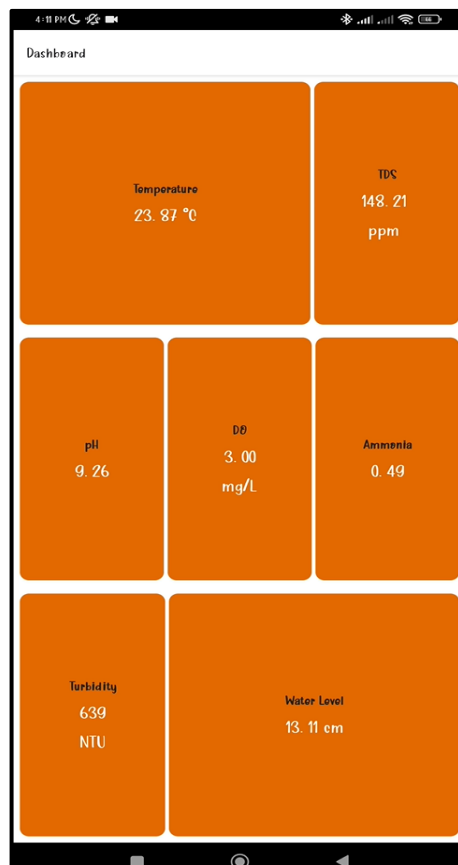 4:11 PM
Dashboard
Temperature
23.87 °C
TDS
148.21
ppm
pH
9.26
DO
3.00
mg/L
Ammonia
0.49
Turbidity
639
NTU
Water Level
13.11 cm